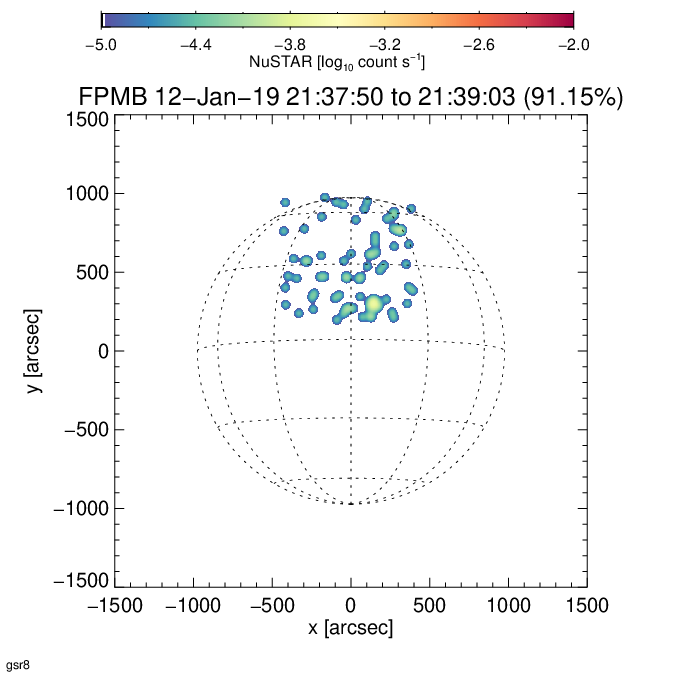 −5.0 −4.4 −3.8 −3.2 −2.6 −2.0
NuSTAR [log10 count s−1]
FPMB 12−Jan−19 21:37:50 to 21:39:03 (91.15%)
1500
1000
500
0
−500
−1000
−1500
y [arcsec]
−1500 −1000 −500 0 500 1000 1500
x [arcsec]
gsr8